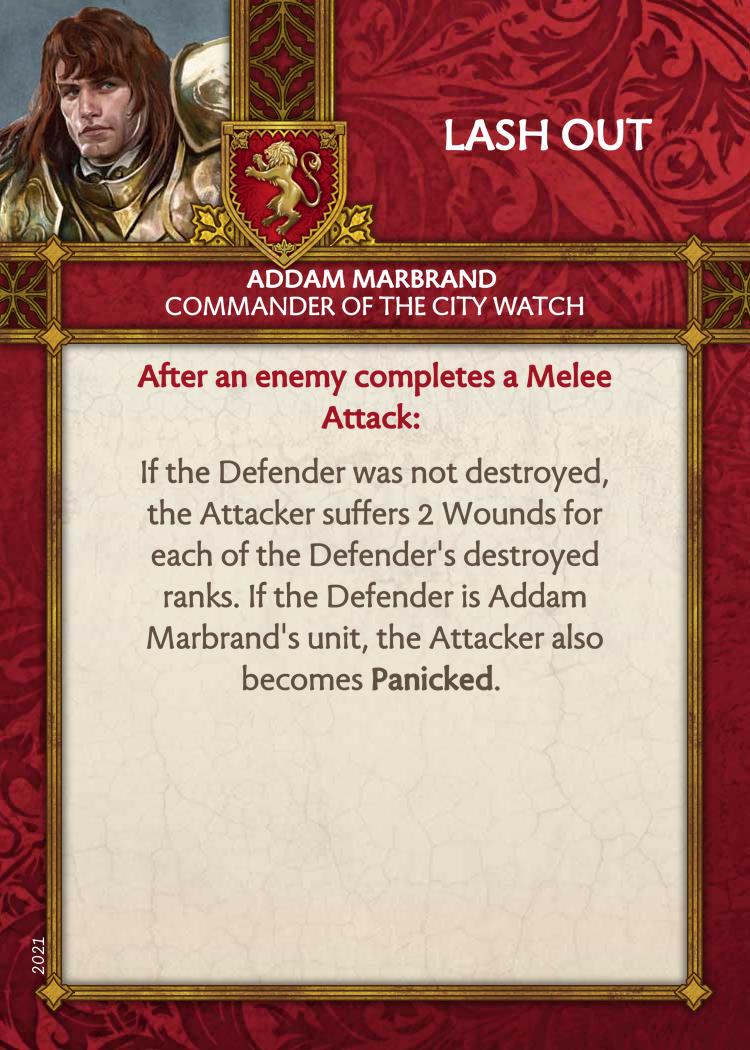 LASH OUT
ADDAM MARBRAND
COMMANDER OF THE CITY WATCH
After an enemy completes a Melee
Attack:
If the Defender was not destroyed,
the Attacker suffers 2 Wounds for
each of the Defender's destroyed
ranks. If the Defender is Addam
Marbrand's unit, the Attacker also
becomes Panicked.
2021